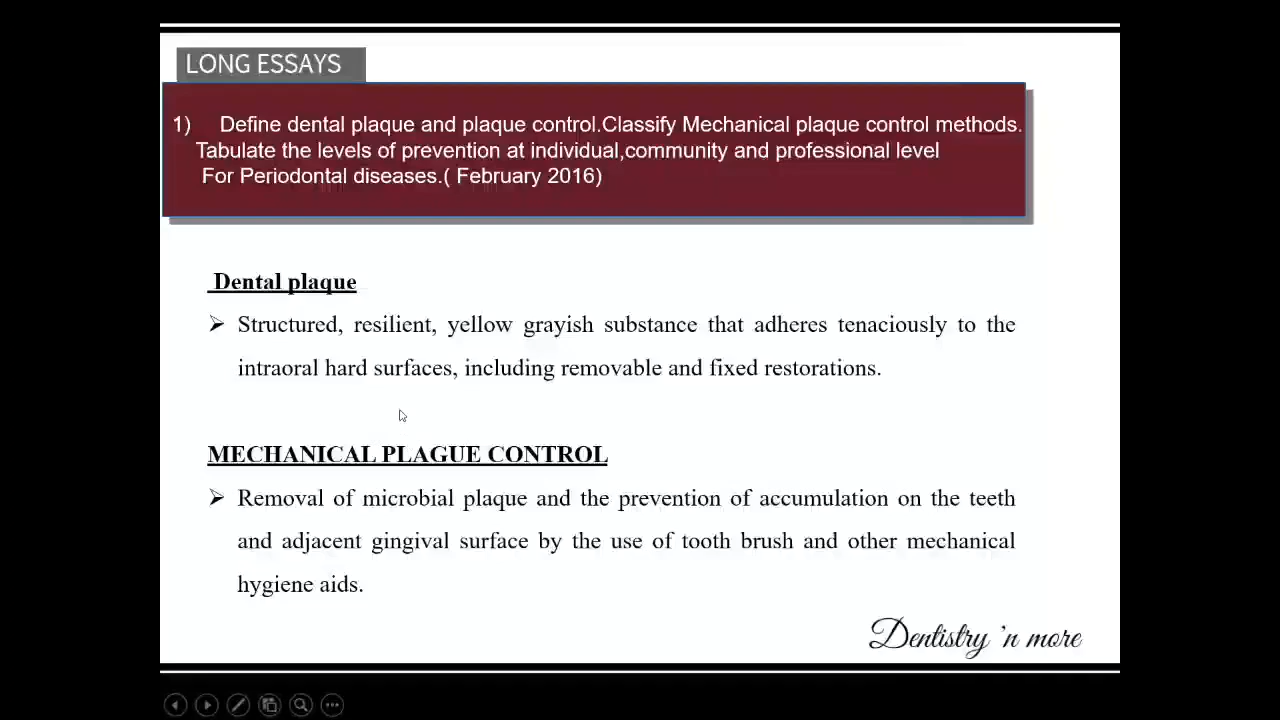 LONG ESSAYS
1) Define dental plaque and plaque control.Classify Mechanical plaque control methods.
Tabulate the levels of prevention at individual,community and professional level
For Periodontal diseases.( February 2016)
Dental plaque
➢ Structured, resilient, yellow grayish substance that adheres tenaciously to the
intraoral hard surfaces, including removable and fixed restorations.
MECHANICAL PLAGUE CONTROL
➢ Removal of microbial plaque and the prevention of accumulation on the teeth
and adjacent gingival surface by the use of tooth brush and other mechanical
hygiene aids.
Dentistry 'n more